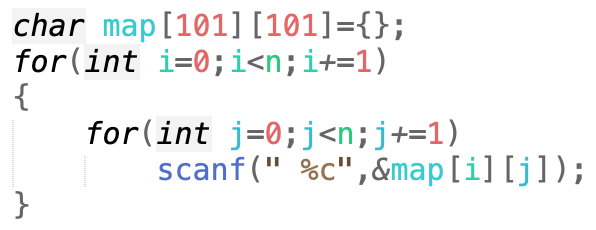 char map[101][101]={};
for(int i=0;i<n;i+=1)
{
    for(int j=0;j<n;j+=1)
        scanf(" %c",&map[i][j]);
}